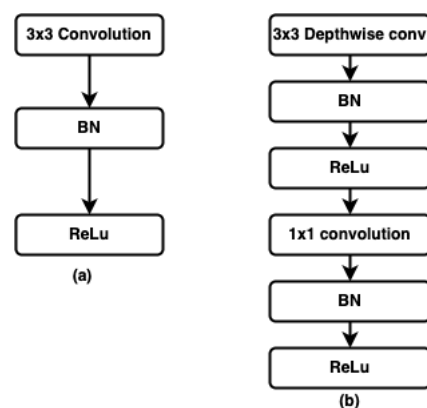 3x3 Convolution
BN
ReLu
(a)
3x3 Depthwise conv
BN
ReLu
1x1 convolution
BN
ReLu
(b)